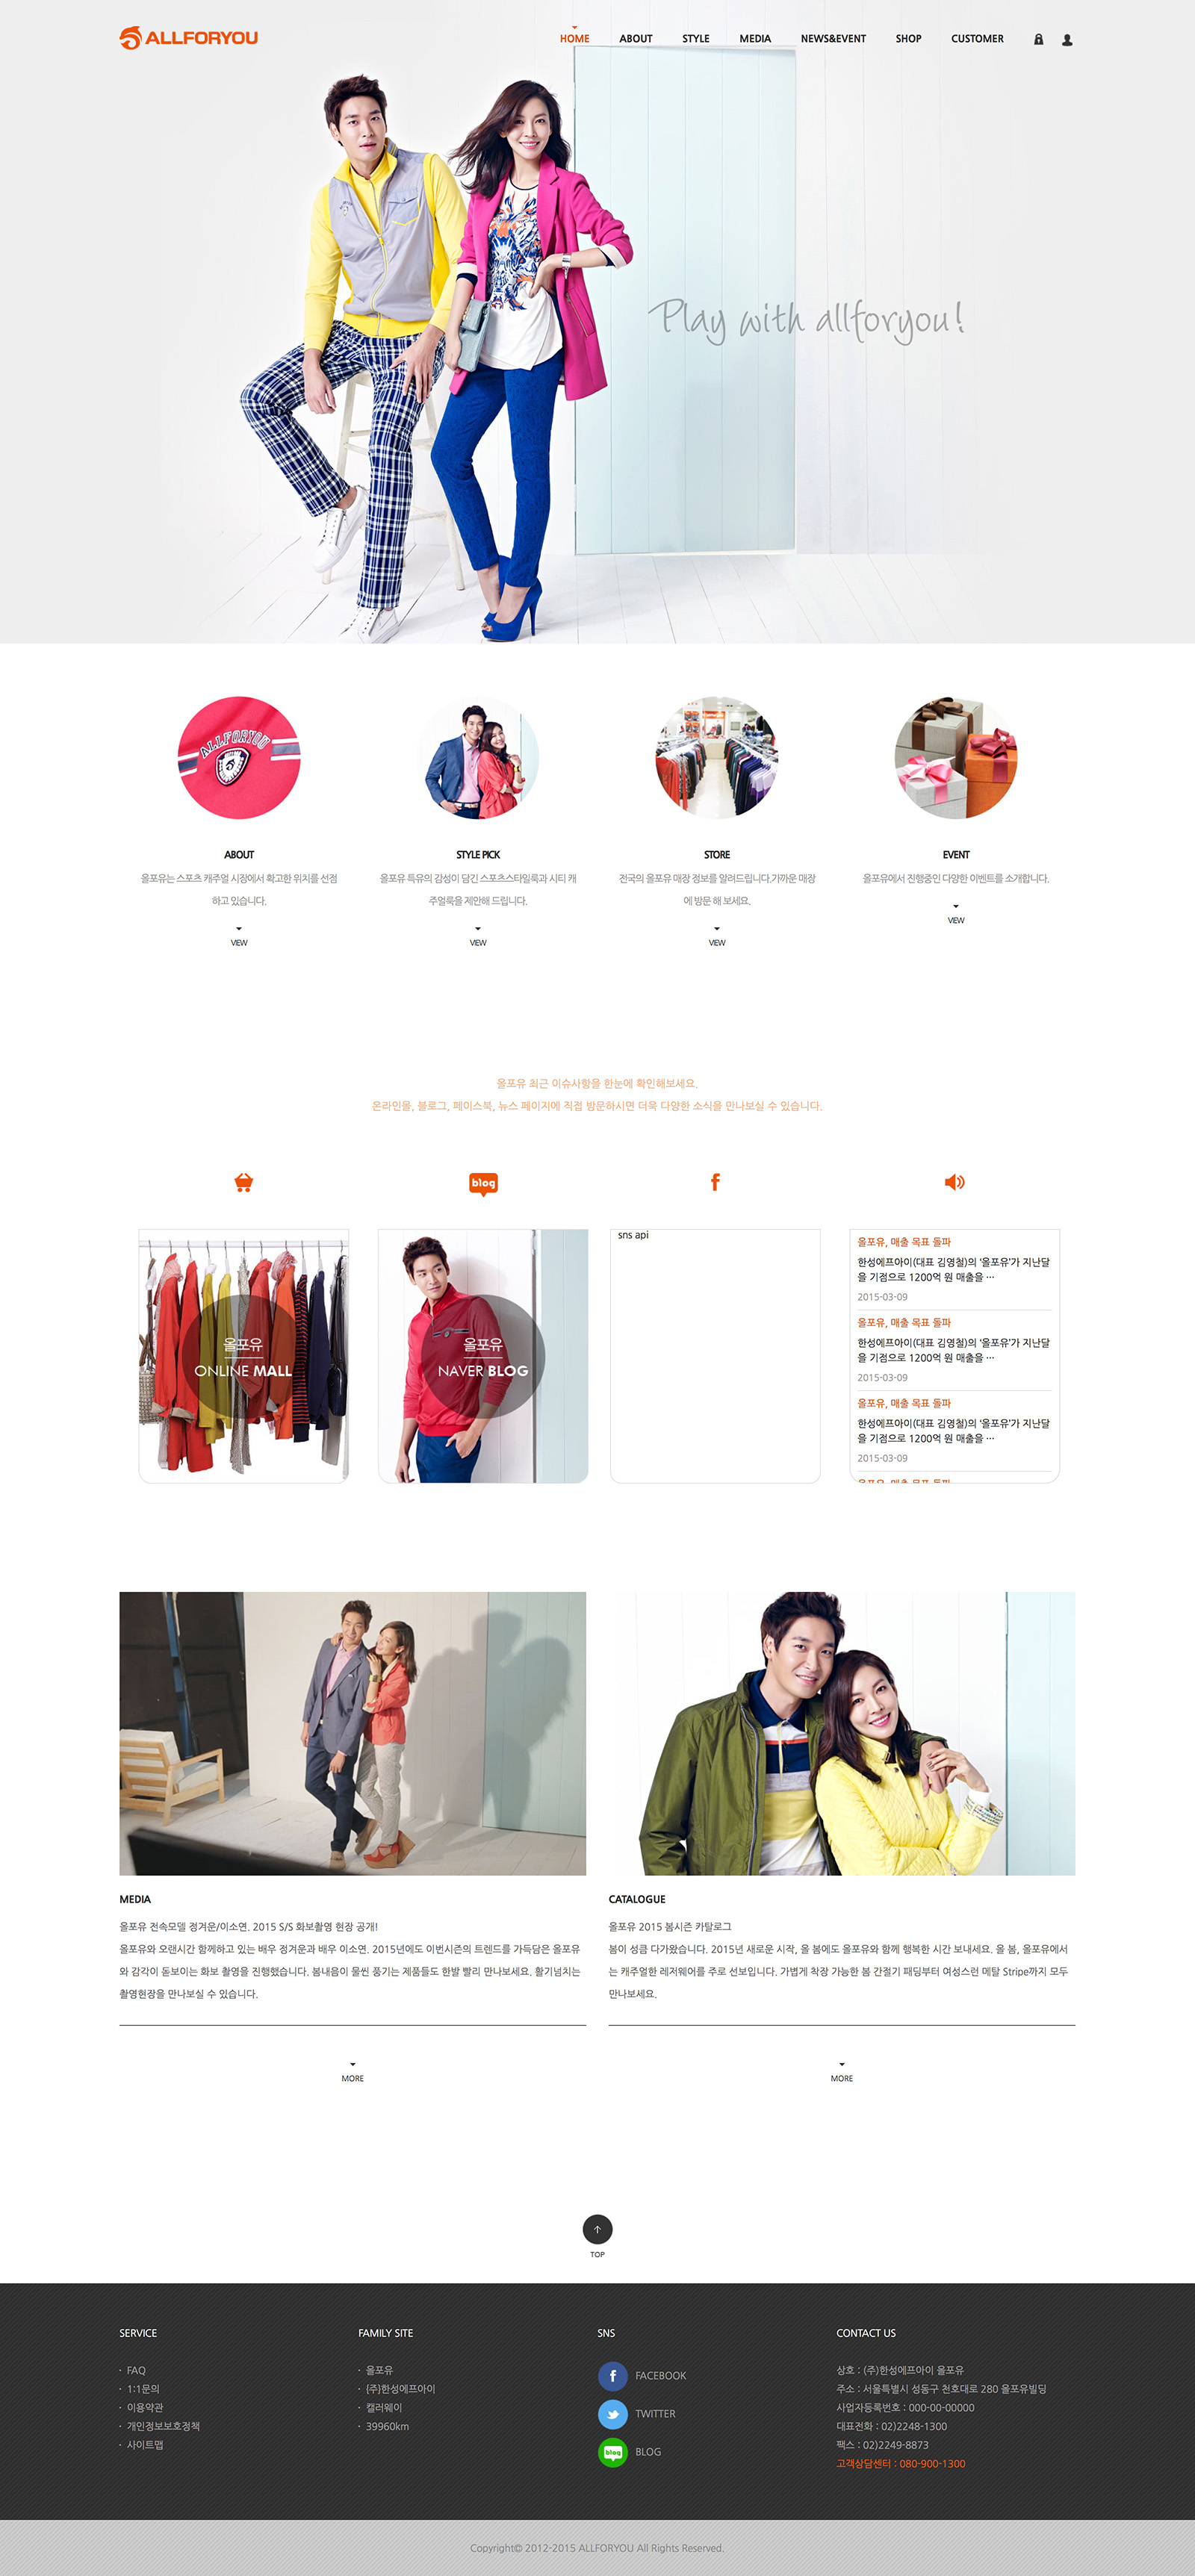 ALLFORYOU
HOME ABOUT STYLE MEDIA NEWS&EVENT SHOP CUSTOMER
Play with allforyou!
ALLFORYOU
ABOUT
올포유는 스포츠 캐주얼 시장에서 확고한 위치를 선점
하고 있습니다.
VIEW
STYLE PICK
올포유 특유의 감성이 담긴 스포츠스타일룩과 시티 캐
주얼룩을 제안해 드립니다.
VIEW
STORE
전국의 올포유 매장 정보를 알려드립니다.가까운 매장
에 방문 해 보세요.
VIEW
EVENT
올포유에서 진행중인 다양한 이벤트를 소개합니다.
VIEW
올포유 최근 이슈사항을 한눈에 확인해보세요.
온라인몰, 블로그, 페이스북, 뉴스 페이지에 직접 방문하시면 더욱 다양한 소식을 만나보실 수 있습니다.
blog
f
올포유
ONLINE MALL
올포유
NAVER BLOG
sns api
올포유, 매출 목표 돌파
한성에프아이(대표 김영철)의 '올포유'가 지난달
을 기점으로 1200억 원 매출을 …
2015-03-09
올포유, 매출 목표 돌파
한성에프아이(대표 김영철)의 '올포유'가 지난달
을 기점으로 1200억 원 매출을 …
2015-03-09
올포유, 매출 목표 돌파
한성에프아이(대표 김영철)의 '올포유'가 지난달
을 기점으로 1200억 원 매출을 …
2015-03-09
올포유, 매출 목표 돌파
MEDIA
올포유 전속모델 정겨운/이소연. 2015 S/S 화보촬영 현장 공개!
올포유와 오랜시간 함께하고 있는 배우 정겨운과 배우 이소연. 2015년에도 이번시즌의 트렌드를 가득담은 올포유
와 감각이 돋보이는 화보 촬영을 진행했습니다. 봄내음이 물씬 풍기는 제품들도 한발 빨리 만나보세요. 활기넘치는
촬영현장을 만나보실 수 있습니다.
MORE
CATALOGUE
올포유 2015 봄시즌 카탈로그
봄이 성큼 다가왔습니다. 2015년 새로운 시작, 올 봄에도 올포유와 함께 행복한 시간 보내세요. 올 봄, 올포유에서
는 캐주얼한 레저웨어를 주로 선보입니다. 가볍게 착장 가능한 봄 간절기 패딩부터 여성스런 메탈 Stripe까지 모두
만나보세요.
MORE
TOP
SERVICE
· FAQ
· 1:1문의
· 이용약관
· 개인정보보호정책
· 사이트맵
FAMILY SITE
· 올포유
· (주)한성에프아이
· 캘러웨이
· 39960km
SNS
f FACEBOOK
TWITTER
blog BLOG
CONTACT US
상호 : (주)한성에프아이 올포유
주소 : 서울특별시 성동구 천호대로 280 올포유빌딩
사업자등록번호 : 000-00-00000
대표전화 : 02)2248-1300
팩스 : 02)2249-8873
고객상담센터 : 080-900-1300
Copyright© 2012-2015 ALLFORYOU All Rights Reserved.